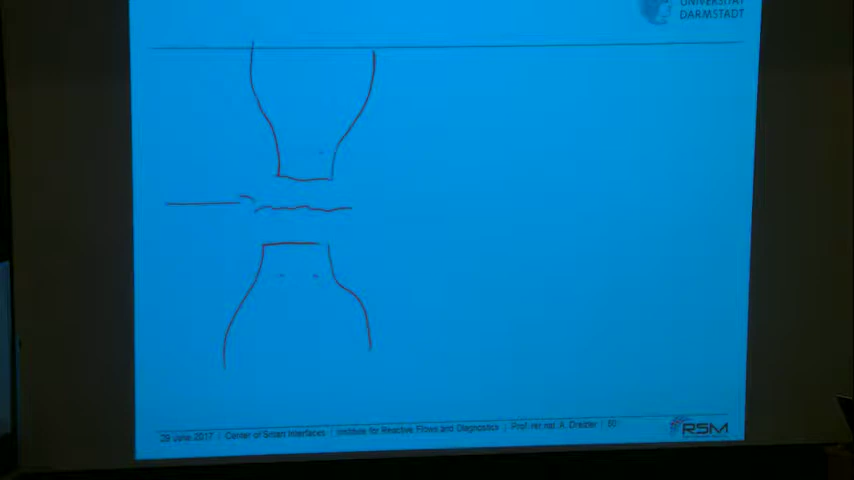 UNIVERSITÄT
DARMSTADT
29 June 2017 | Center of Smart Interfaces | Institute for Reactive Flows and Diagnostics | Prof. rer.nat. A. Dreizler | 60
RSM